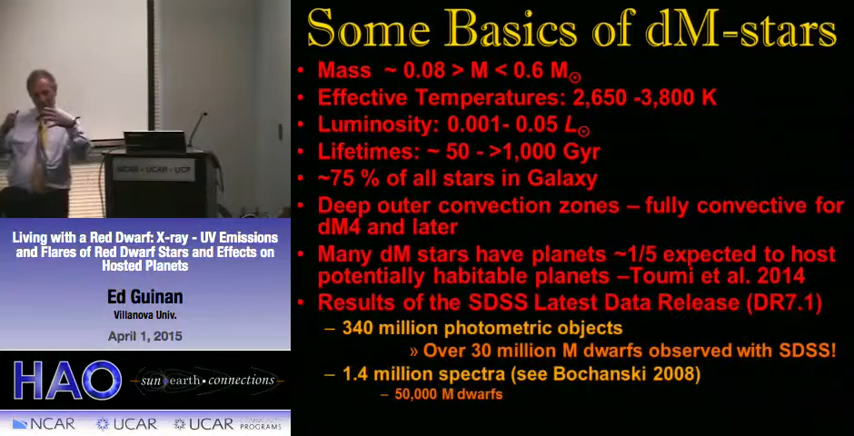 Some Basics of dM-stars
• Mass ~ 0.08 > M < 0.6 M⊙
• Effective Temperatures: 2,650 -3,800 K
• Luminosity: 0.001- 0.05 L⊙
• Lifetimes: ~ 50 - >1,000 Gyr
• ~75 % of all stars in Galaxy
• Deep outer convection zones – fully convective for
dM4 and later
• Many dM stars have planets ~1/5 expected to host
potentially habitable planets –Toumi et al. 2014
• Results of the SDSS Latest Data Release (DR7.1)
– 340 million photometric objects
» Over 30 million M dwarfs observed with SDSS!
– 1.4 million spectra (see Bochanski 2008)
– 50,000 M dwarfs
NCAR • UCAR • UCP
Living with a Red Dwarf: X-ray - UV Emissions
and Flares of Red Dwarf Stars and Effects on
Hosted Planets
Ed Guinan
Villanova Univ.
April 1, 2015
HAO sun earth • connections
NCAR UCAR UCAR COMMUNITY PROGRAMS